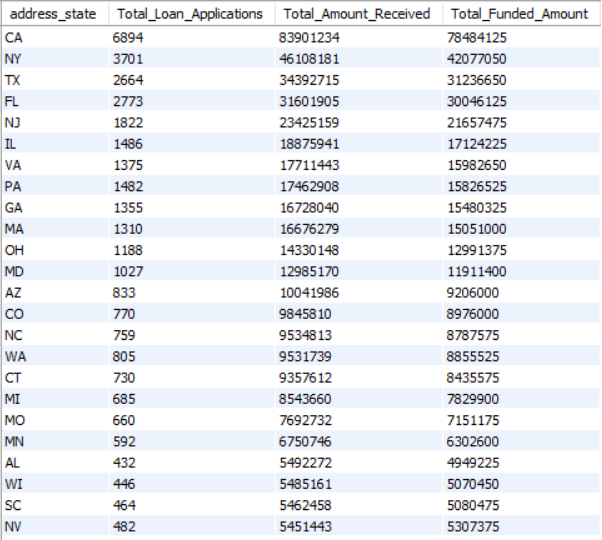 address_state Total_Loan_Applications Total_Amount_Received Total_Funded_Amount
CA 6894 83901234 78484125
NY 3701 46108181 42077050
TX 2664 34392715 31236650
FL 2773 31601905 30046125
NJ 1822 23425159 21657475
IL 1486 18875941 17124225
VA 1375 17711443 15982650
PA 1482 17462908 15826525
GA 1355 16728040 15480325
MA 1310 16676279 15051000
OH 1188 14330148 12991375
MD 1027 12985170 11911400
AZ 833 10041986 9206000
CO 770 9845810 8976000
NC 759 9534813 8787575
WA 805 9531739 8855525
CT 730 9357612 8435575
MI 685 8543660 7829900
MO 660 7692732 7151175
MN 592 6750746 6302600
AL 432 5492272 4949225
WI 446 5485161 5070450
SC 464 5462458 5080475
NV 482 5451443 5307375